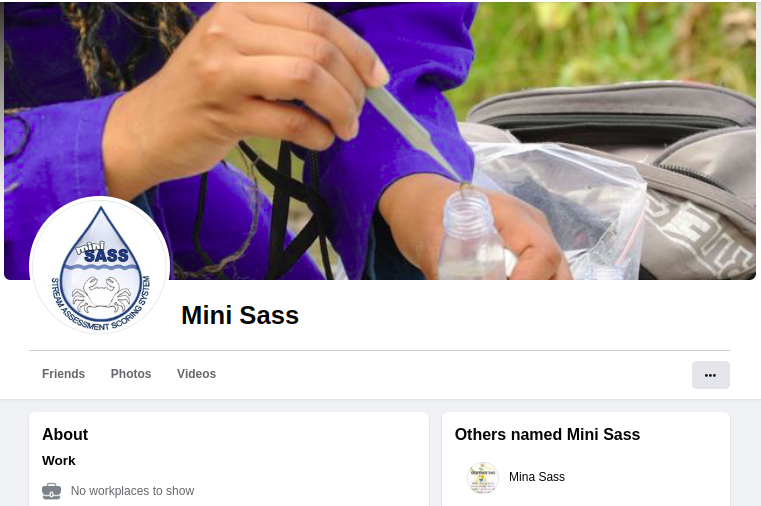 mini
SASS
STREAM ASSESSMENT SCORING SYSTEM
Mini Sass
Friends
Photos
Videos
About
Work
No workplaces to show
Others named Mini Sass
Mina Sass